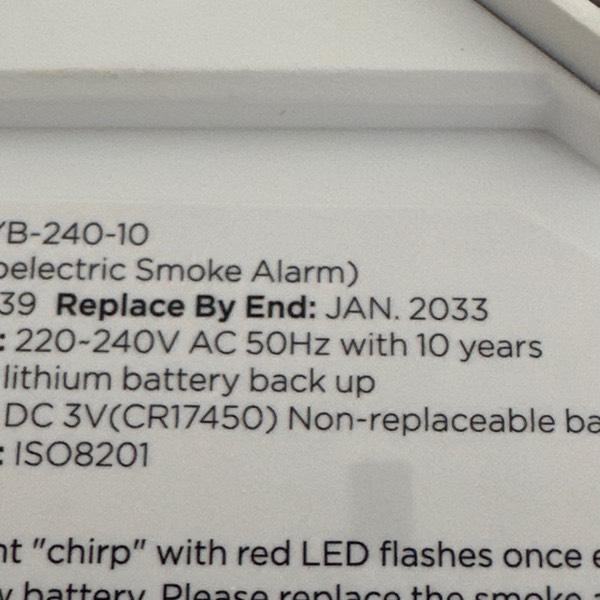 YB-240-10
oelectric Smoke Alarm)
39 Replace By End: JAN. 2033
: 220~240V AC 50Hz with 10 years
lithium battery back up
DC 3V(CR17450) Non-replaceable ba
: ISO8201
nt "chirp" with red LED flashes once e
w battery. Please replace the smoke a